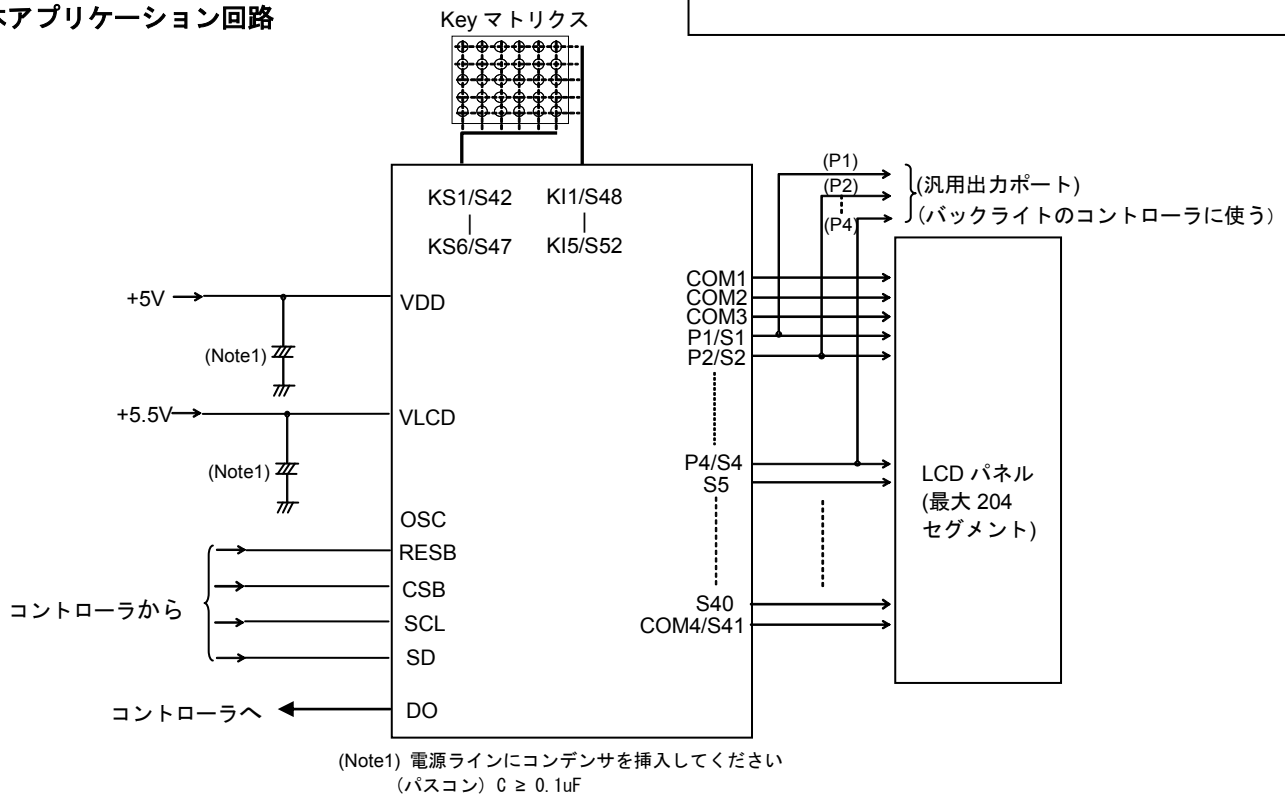 アプリケーション回路
Key マトリクス
KS1/S42
|
KS6/S47
KI1/S48
|
KI5/S52
(P1)
(P2)
(P4)
(汎用出力ポート)
(バックライトのコントローラに使う)
+5V
VDD
(Note1)
+5.5V
VLCD
(Note1)
OSC
RESB
CSB
SCL
SD
DO
コントローラから
コントローラへ
COM1
COM2
COM3
P1/S1
P2/S2
P4/S4
S5
S40
COM4/S41
LCD パネル
(最大 204
セグメント)
(Note1) 電源ラインにコンデンサを挿入してください
(パスコン) C ≥ 0.1uF